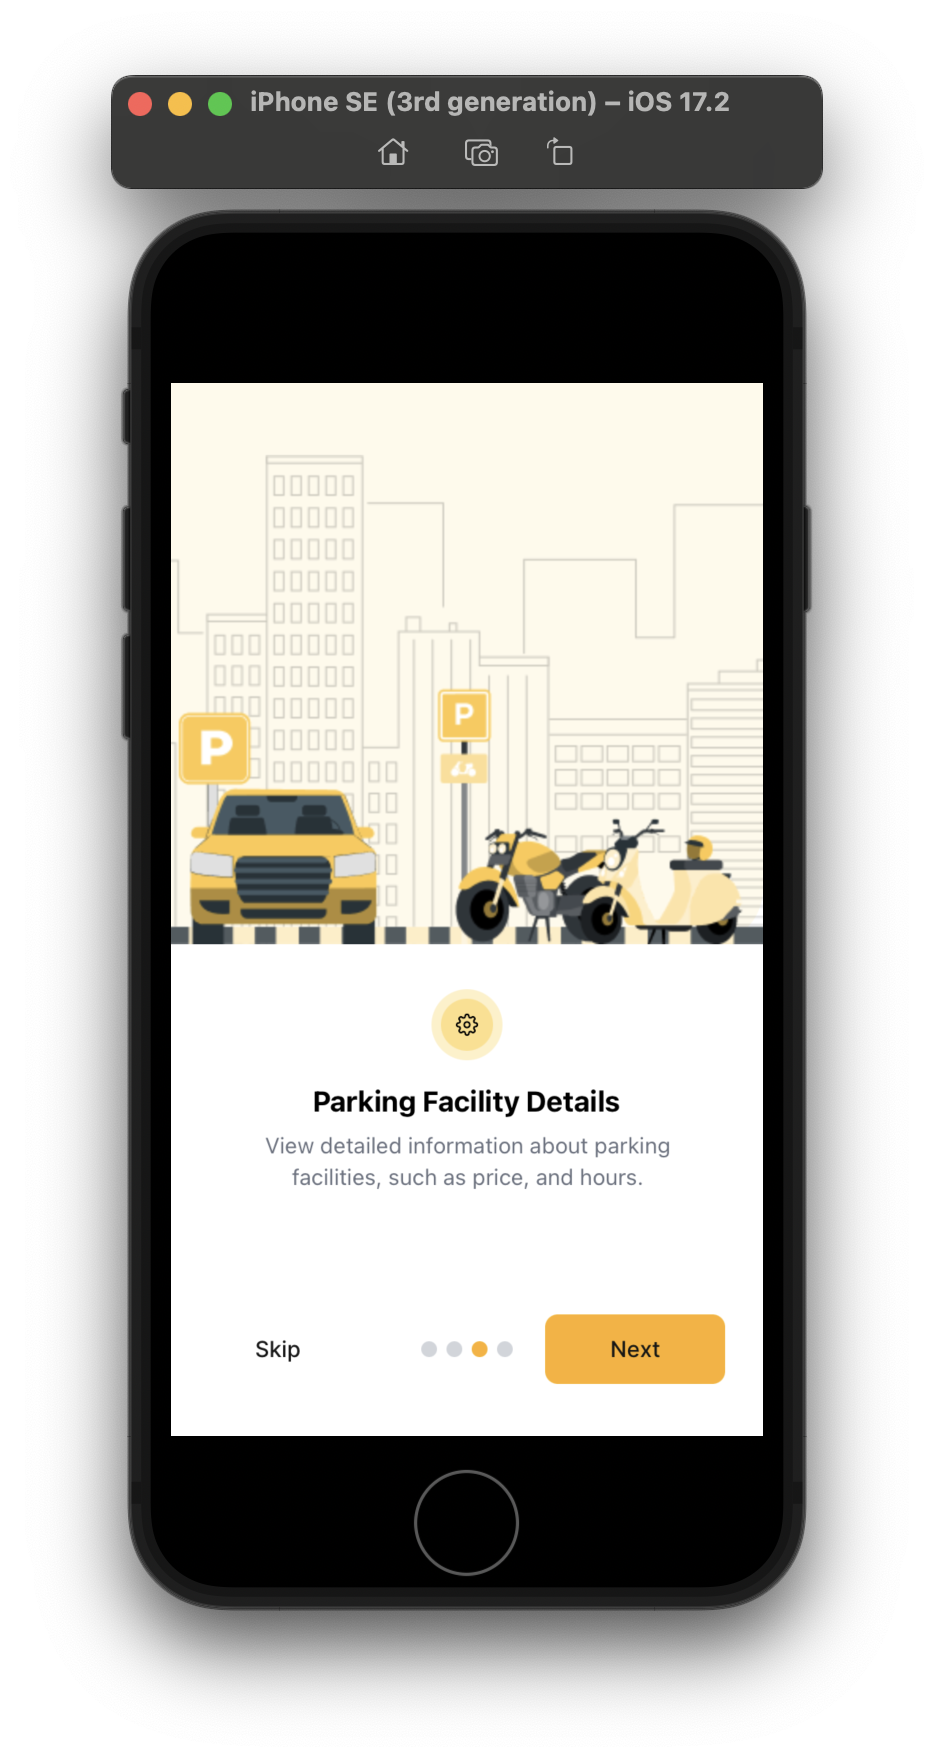 iPhone SE (3rd generation) – iOS 17.2
P
P
Parking Facility Details
View detailed information about parking
facilities, such as price, and hours.
Skip
Next